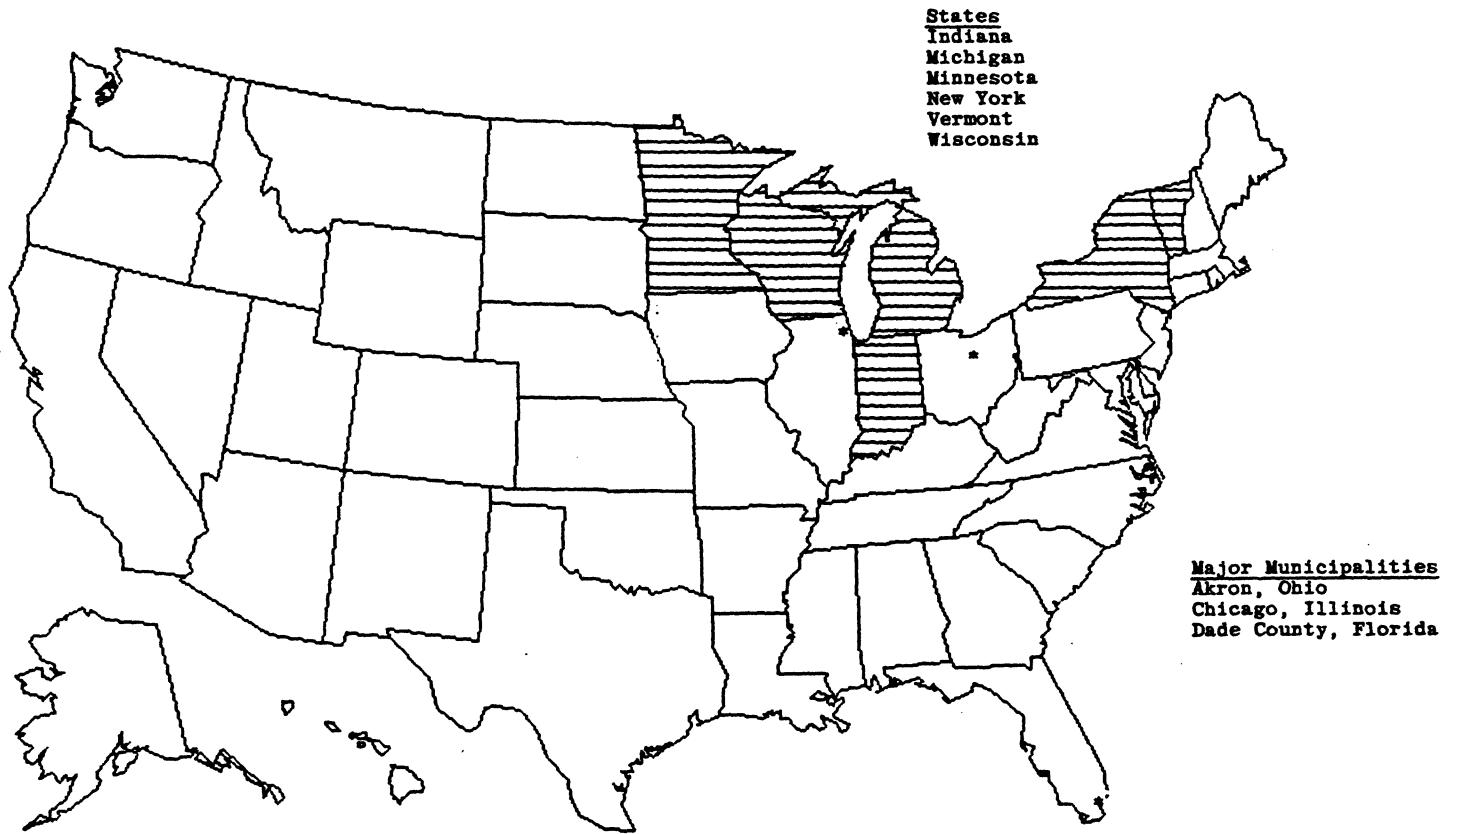 States
Indiana
Michigan
Minnesota
New York
Vermont
Wisconsin
Major Municipalities
Akron, Ohio
Chicago, Illinois
Dade County, Florida